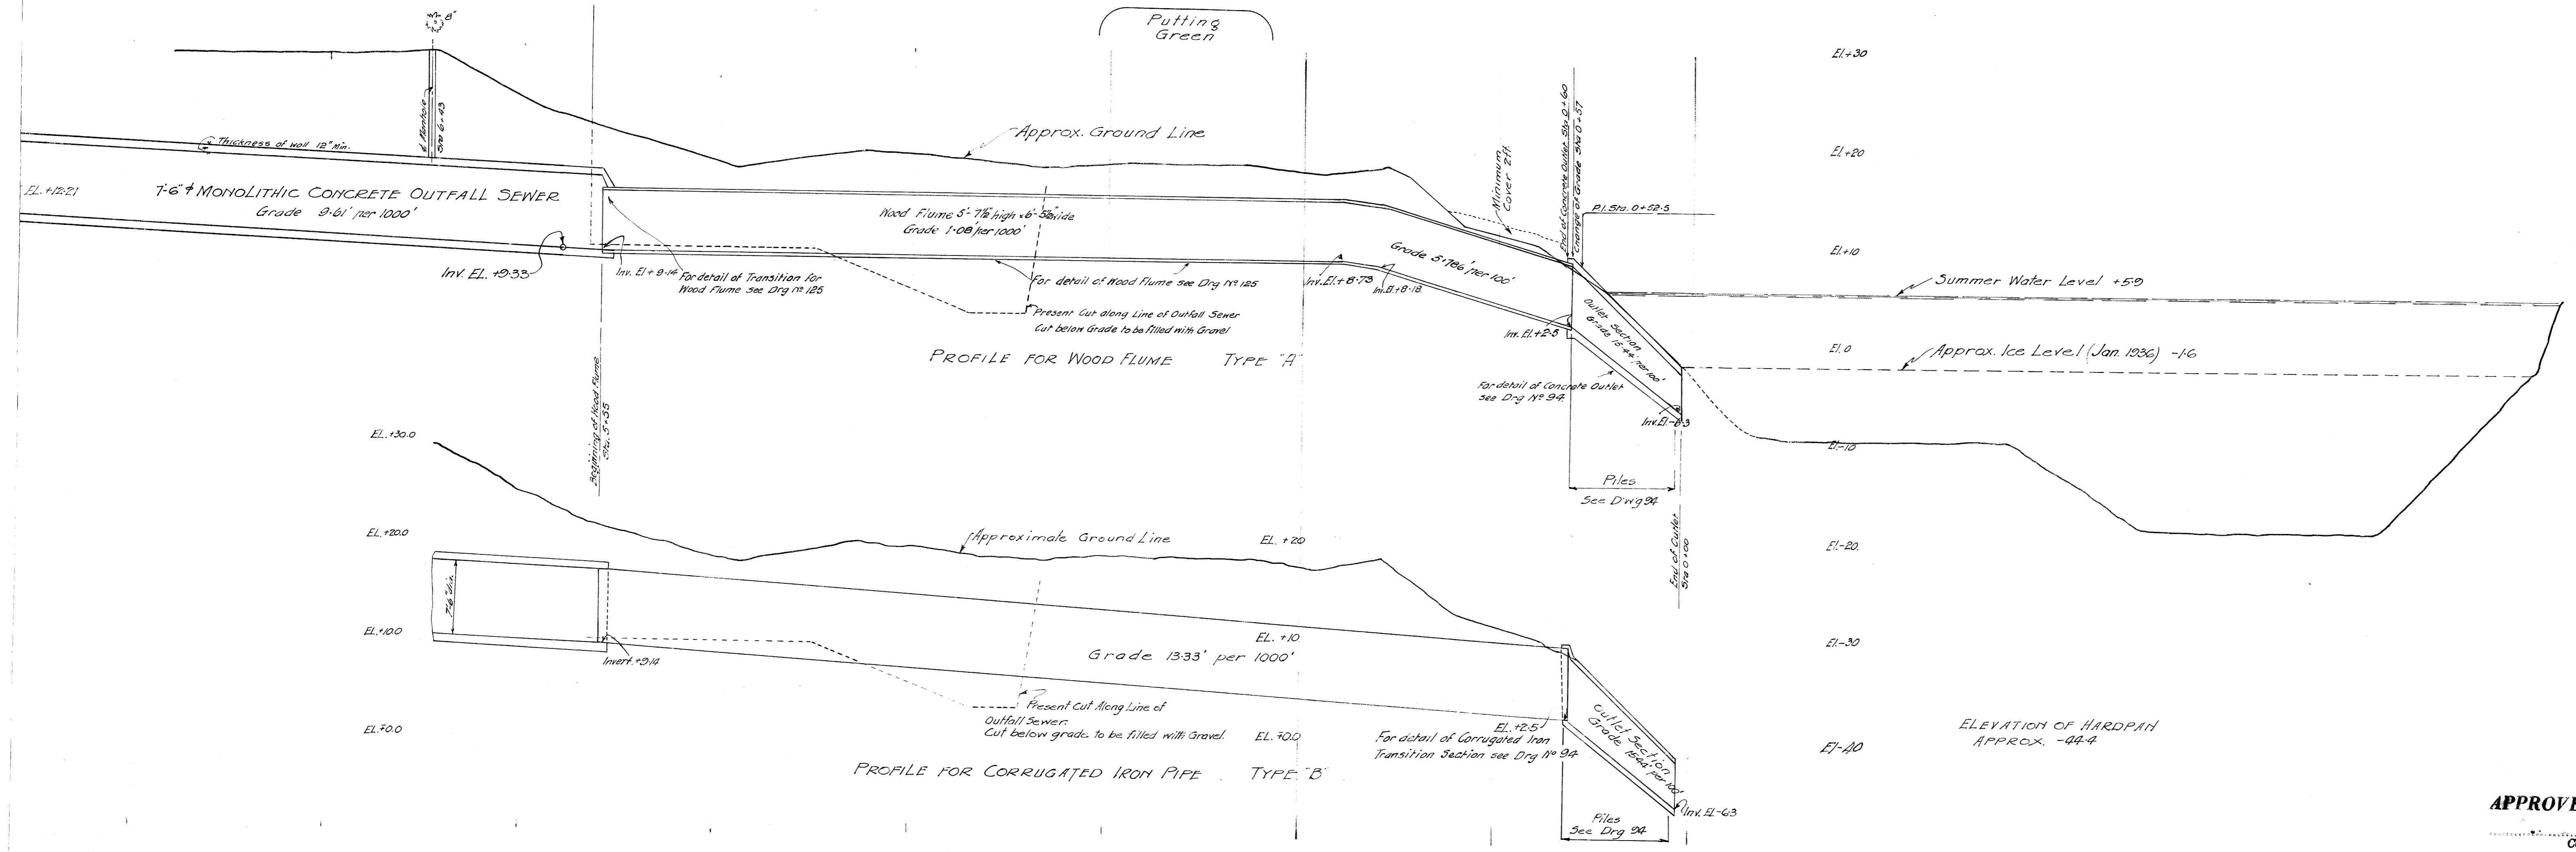 8"
Putting
Green
El.+30
El.+20
El.+10
El.0
El.-10
El.-20.
El.-30
El-40
₵ Manhole
Sta 6+43
Approx. Ground Line
Thickness of wall 12" Min.
EL.+12.21
7'-6" ϕ MONOLITHIC CONCRETE OUTFALL SEWER
Grade 9.61' per 1000'
Inv. EL. +9.33
Inv. El +9.14
For detail of Transition for
Wood Flume see Drg Nº 125
Wood Flume 5'-7½" high x 6'- wide
Grade 1.08' per 1000'
For detail of Wood Flume see Drg Nº 125
Present Cut along Line of Outfall Sewer
Cut below Grade to be filled with Gravel
Inv. El.+8.73
Inv. El.+8.18
Grade 5.786' per 100'
Minimum
Cover 2ft.
End of Concrete Outlet Sta 0+60
Change of Grade Sta 0+57
P.I. Sta. 0+52.5
Summer Water Level +5.9
Approx. Ice Level (Jan. 1936) -1.6
Inv. El.+2.5
Outlet Section
Grade 15.44' per 100'
For detail of Concrete Outlet
see Drg Nº 94.
Inv. El.-6.3
Piles
See Dwg 94
End of Outlet
Sta 0+00
Beginning of Wood Flume
Sta. 5+55
PROFILE FOR WOOD FLUME TYPE "A"
EL. +30.0
EL. +20.0
EL. +10.0
Approximate Ground Line
EL. +20
7'-6" dia.
Invert.+9.14
EL. +10
Grade 13.33' per 1000'
Present Cut Along Line of
Outfall Sewer.
Cut below grade to be filled with Gravel.
EL. +2.5
For detail of Corrugated Iron
Transition Section see Drg Nº 94
Outlet Section
Grade 15.44' per 100'
Inv. El-6.3
Piles
See Drg 94
PROFILE FOR CORRUGATED IRON PIPE TYPE "B"
ELEVATION OF HARDPAN
APPROX. -44.4
APPROVE